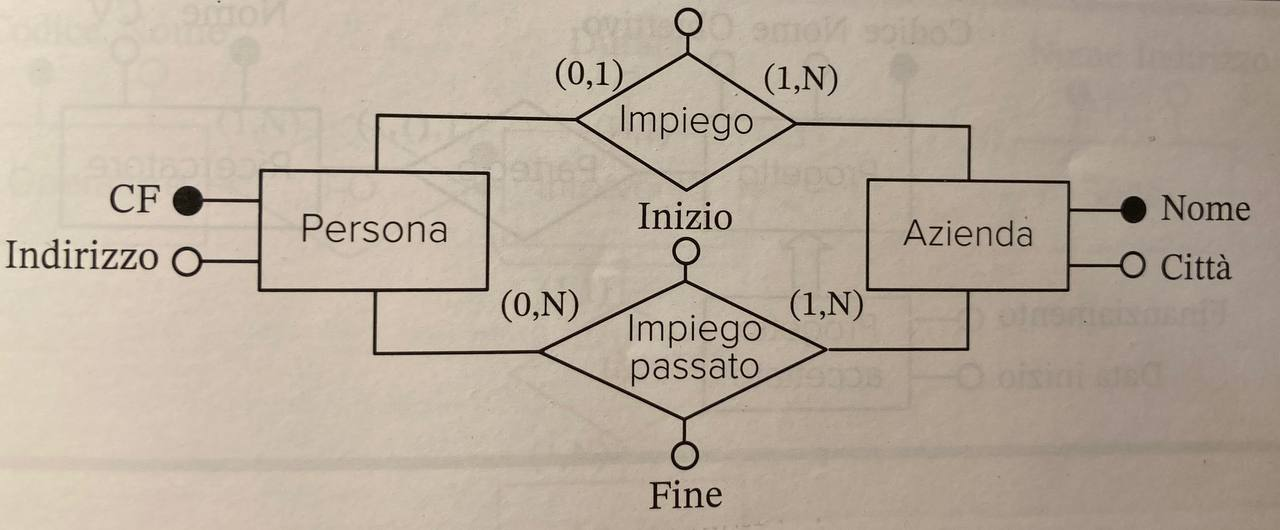 (0,1)
(1,N)
Impiego
CF
Indirizzo
Persona
Inizio
Azienda
Nome
Città
(0,N)
(1,N)
Impiego
passato
Fine